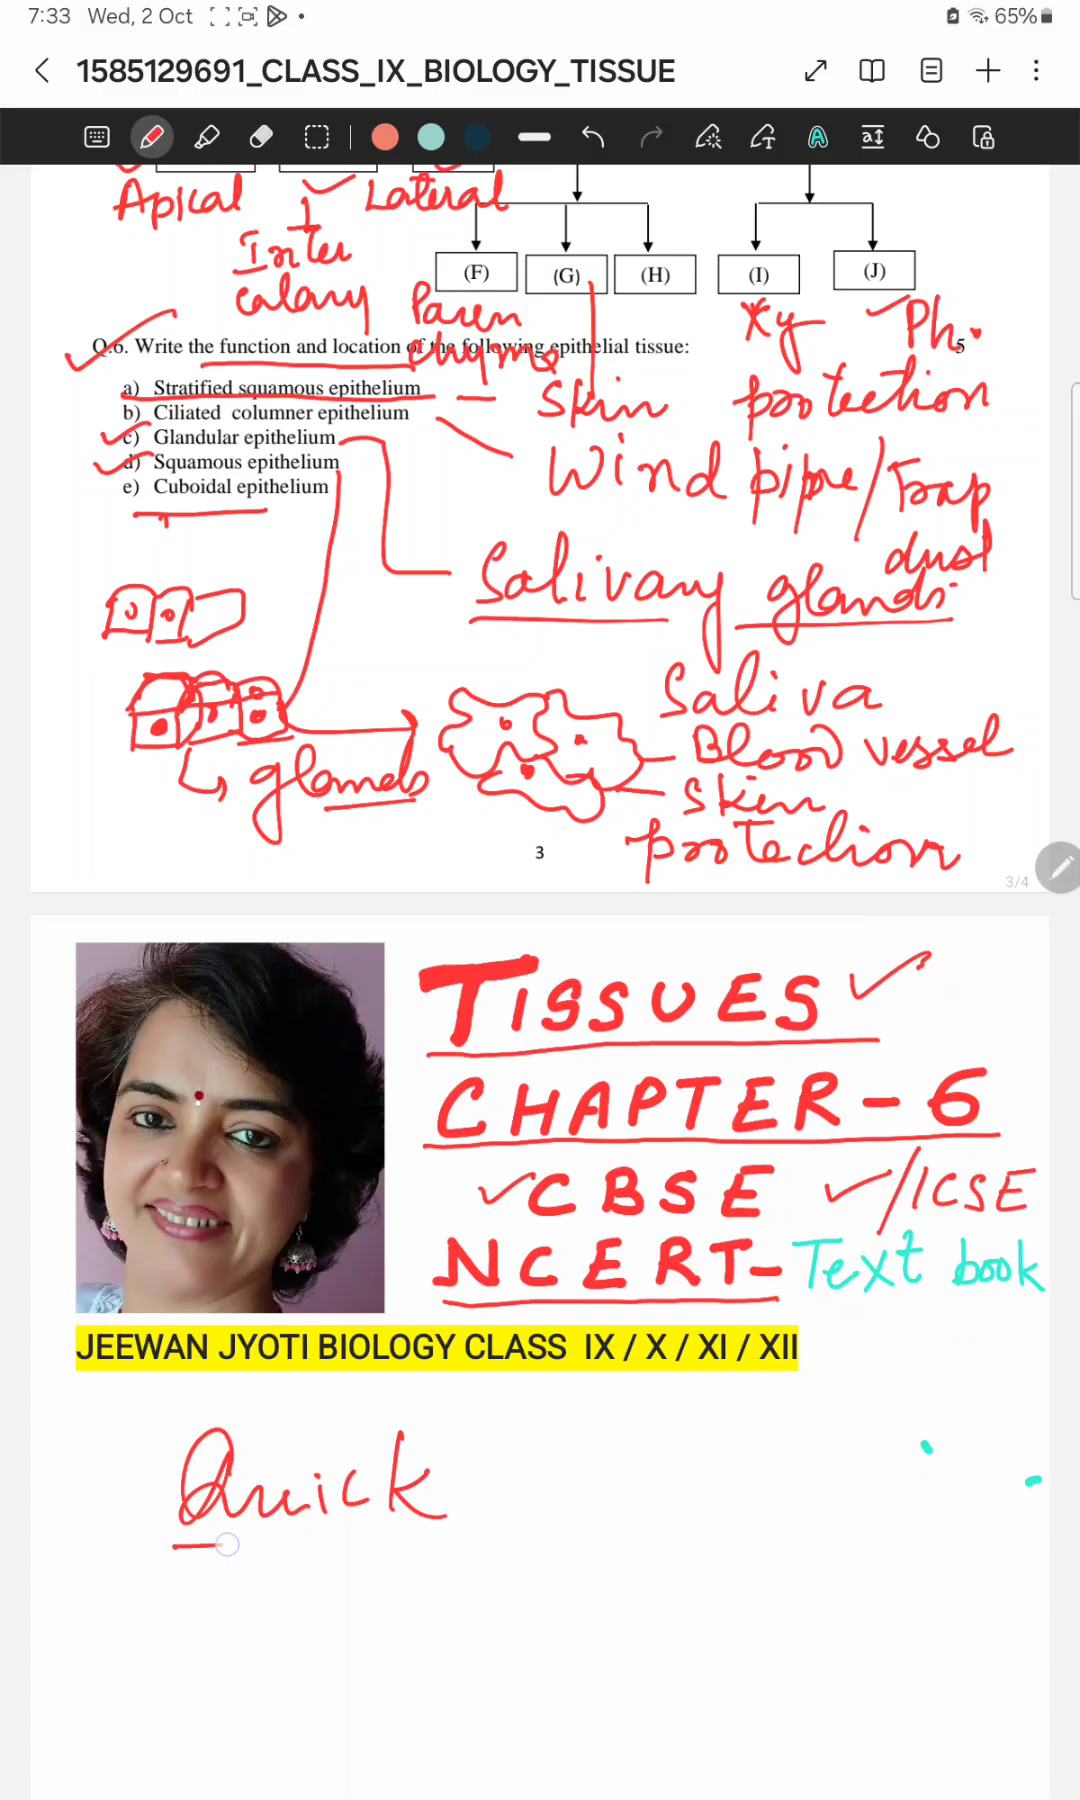 7:33 Wed, 2 Oct
65%
1585129691_CLASS_IX_BIOLOGY_TISSUE
Apical
Lateral
Inter
calary
(F)
(G)
(H)
(I)
(J)
Paren
chyma
Xy
Ph.
Q.6. Write the function and location of the following epithelial tissue:
5
a) Stratified squamous epithelium
Skin protection
b) Ciliated columner epithelium
Wind pipe/Trap
dust
c) Glandular epithelium
d) Squamous epithelium
e) Cuboidal epithelium
Salivary glands
Saliva
Blood vessel
glands
Skin
protection
3
3/4
TISSUES
CHAPTER-6
CBSE /ICSE
NCERT-Text book
JEEWAN JYOTI BIOLOGY CLASS IX / X / XI / XII
Quick